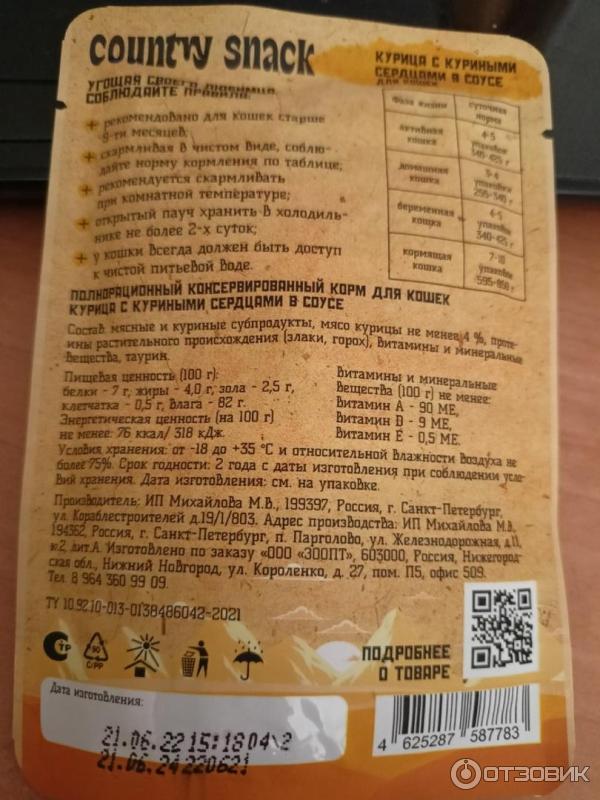 country snack
КУРИЦА С КУРИНЫМИ
СЕРДЦАМИ В СОУСЕ
ДЛЯ КОШЕК
УГОЩАЯ СВОЕГО ЛЮБИМЦА,
СОБЛЮДАЙТЕ ПРАВИЛА:
+ рекомендовано для кошек старше
9-ти месяцев;
+ скармливая в чистом виде, соблю-
дайте норму кормления по таблице;
+ рекомендуется скармливать
при комнатной температуре;
+ открытый пауч хранить в холодиль-
нике не более 2-х суток;
+ у кошки всегда должен быть доступ
к чистой питьевой воде.
Фаза жизни суточная норма
активная кошка 4-5 упаковок 340-425 г
домашняя кошка 3-4 упаковки 255-340 г
беременная кошка 4-5 упаковок 340-425 г
кормящая кошка 7-10 упаковок 595-850 г
ПОЛНОРАЦИОННЫЙ КОНСЕРВИРОВАННЫЙ КОРМ ДЛЯ КОШЕК
КУРИЦА С КУРИНЫМИ СЕРДЦАМИ В СОУСЕ
Состав: мясные и куриные субпродукты, мясо курицы не менее 4 %, проте-
ины растительного происхождения (злаки, горох), витамины и минеральные
вещества, таурин.
Пищевая ценность (100 г):
белки - 7 г, жиры - 4,0 г, зола - 2,5 г,
клетчатка - 0,5 г, влага - 82 г.
Энергетическая ценность (на 100 г)
не менее: 76 ккал/ 318 кДж.
Витамины и минеральные
вещества (100 г) не менее:
Витамин А - 90 МЕ,
Витамин D - 9 МЕ,
Витамин Е - 0,5 МЕ.
Условия хранения: от -18 до +35 °С и относительной влажности воздуха не
более 75%. Срок годности: 2 года с даты изготовления при соблюдении усло-
вий хранения. Дата изготовления: см. на упаковке.
Производитель: ИП Михайлова М.В., 199397, Россия, г. Санкт-Петербург,
ул. Кораблестроителей д.19/1/803. Адрес производства: ИП Михайлова М.В.,
194362, Россия, г. Санкт-Петербург, п. Парголово, ул. Железнодорожная, д.11,
к.2, лит.А. Изготовлено по заказу «ООО «ЗООПТ», 603000, Россия, Нижегород-
ская обл., Нижний Новгород, ул. Короленко, д. 27, пом. П5, офис 509.
Тел. 8 964 360 99 09.
ТУ 10.92.10-013-0138486042-2021
СТР
90
C/PP
ПОДРОБНЕЕ
О ТОВАРЕ
Дата изготовления:
21.06.22 15:18 04 2
21.06.24 220621
4 625287 587783
ОТЗОВИК